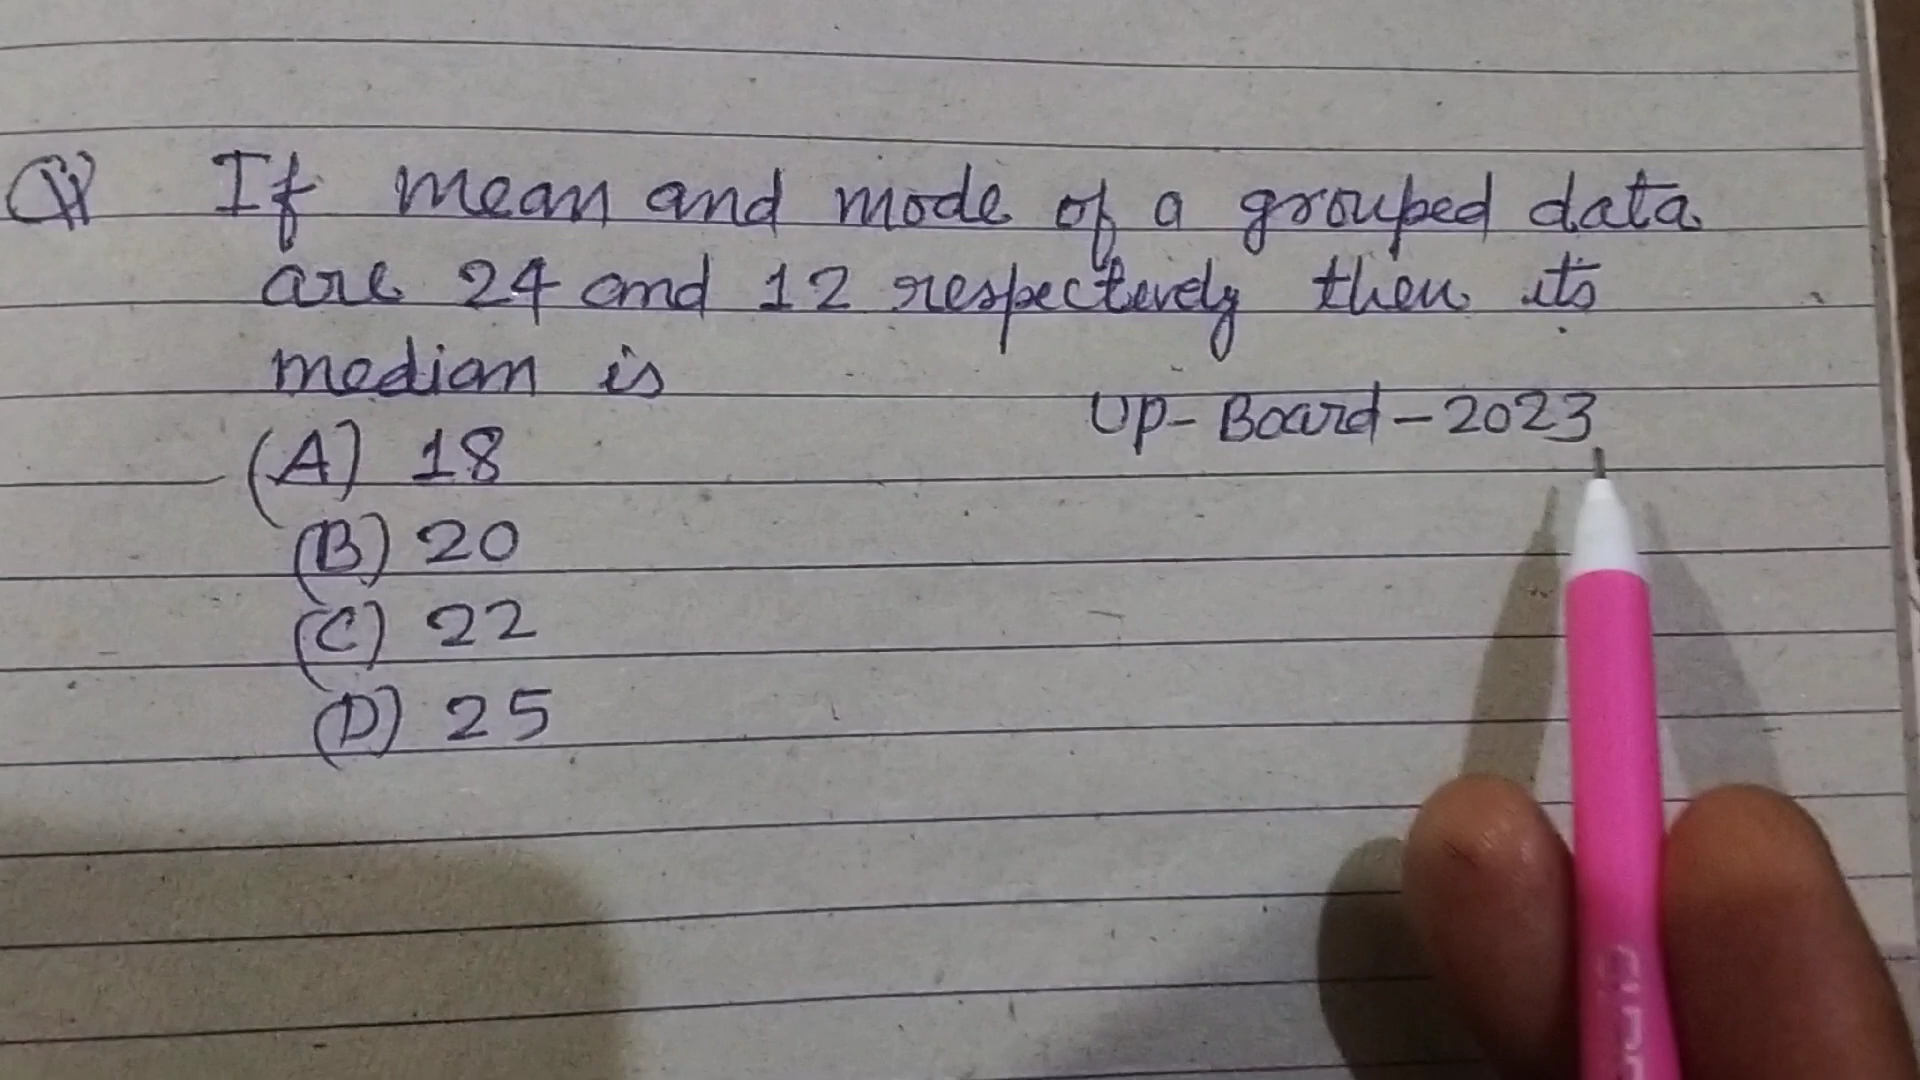 Q1 If mean and mode of a grouped data
are 24 and 12 respectively then its
median is
UP-Board-2023
(A) 18
(B) 20
(C) 22
(D) 25